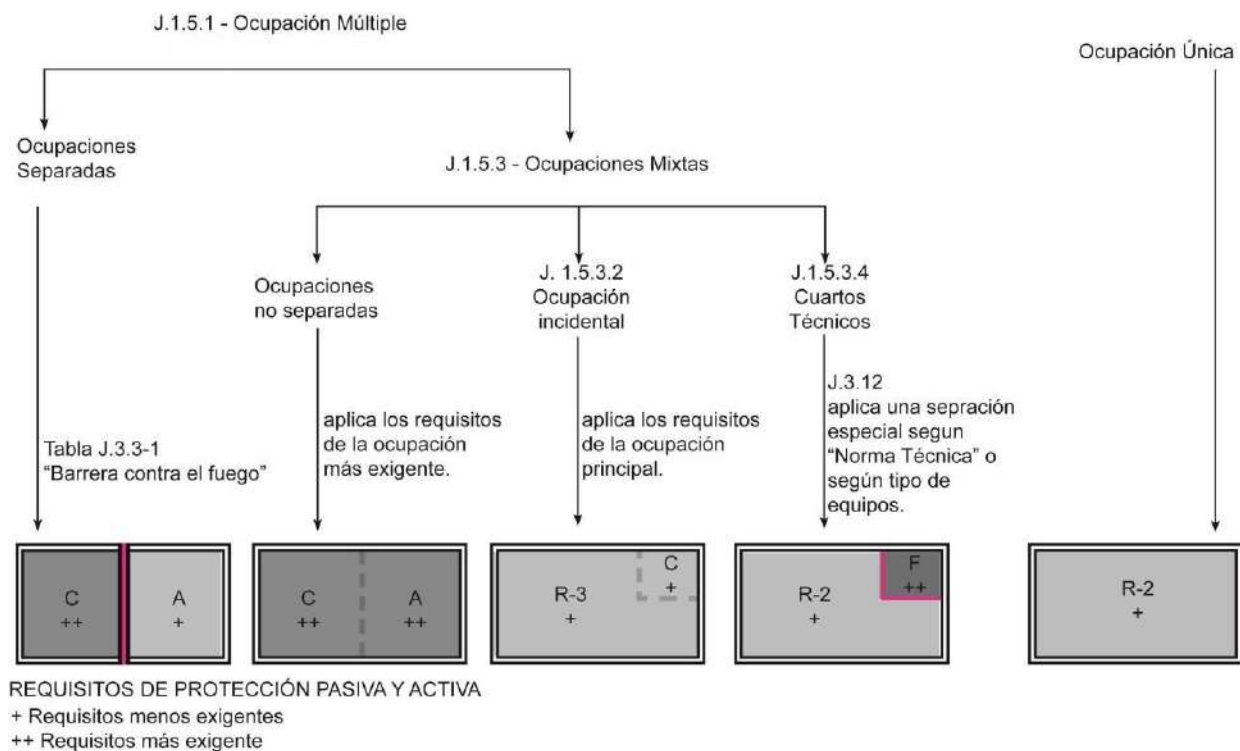 J.1.5.1 - Ocupación Múltiple
Ocupación Única
Ocupaciones
Separadas
J.1.5.3 - Ocupaciones Mixtas
Ocupaciones
no separadas
J. 1.5.3.2
Ocupación
incidental
J.1.5.3.4
Cuartos
Técnicos
Tabla J.3.3-1
“Barrera contra el fuego”
aplica los requisitos
de la ocupación
más exigente.
aplica los requisitos
de la ocupación
principal.
J.3.12
aplica una sepración
especial segun
“Norma Técnica” o
según tipo de
equipos.
C
++
A
+
C
++
A
++
R-3
+
C
+
R-2
+
F
++
R-2
+
REQUISITOS DE PROTECCIÓN PASIVA Y ACTIVA
+ Requisitos menos exigentes
++ Requisitos más exigente